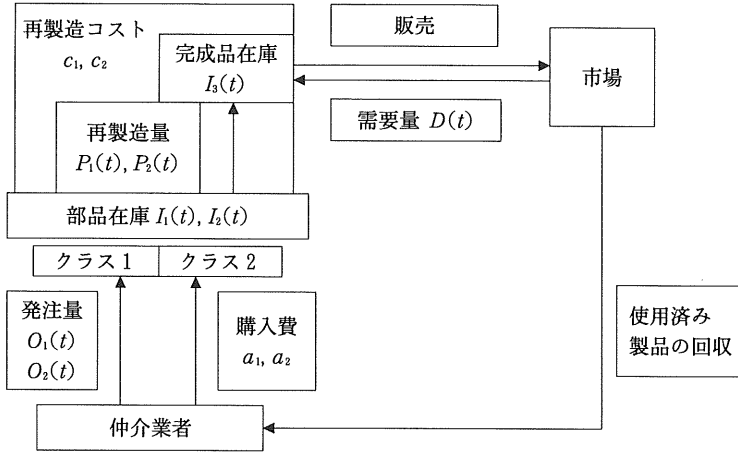 再製造コスト
c₁, c₂
完成品在庫
I₃(t)
販売
市場
需要量 D(t)
再製造量
P₁(t), P₂(t)
部品在庫 I₁(t), I₂(t)
クラス1
クラス2
発注量
O₁(t)
O₂(t)
購入費
a₁, a₂
使用済み
製品の回収
仲介業者